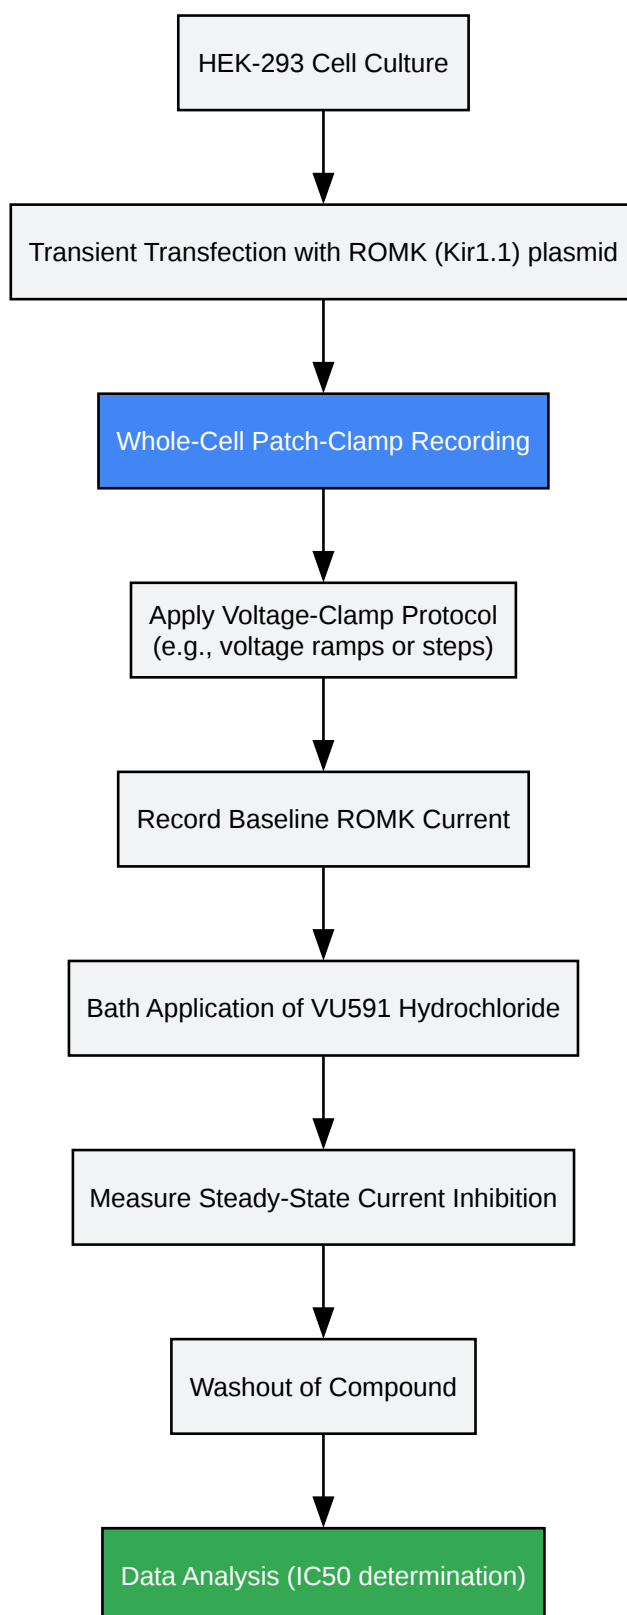 HEK-293 Cell Culture
Transient Transfection with ROMK (Kir1.1) plasmid
Whole-Cell Patch-Clamp Recording
Apply Voltage-Clamp Protocol
(e.g., voltage ramps or steps)
Record Baseline ROMK Current
Bath Application of VU591 Hydrochloride
Measure Steady-State Current Inhibition
Washout of Compound
Data Analysis (IC50 determination)